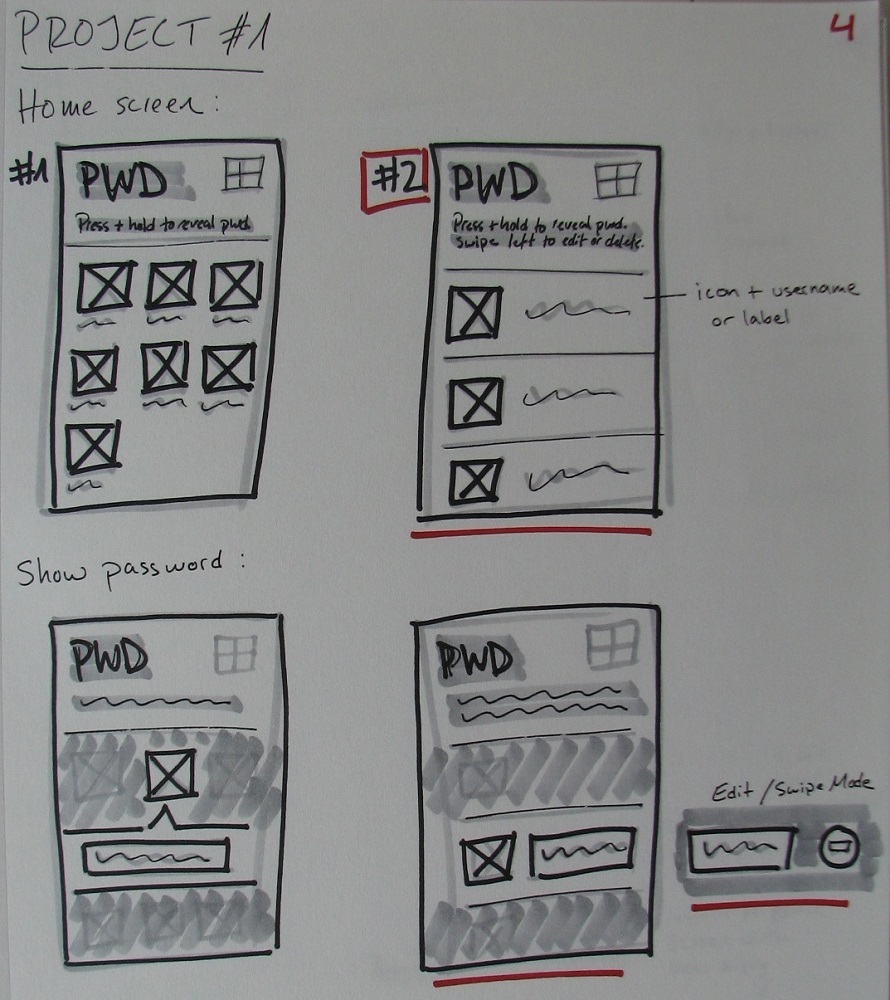 PROJECT #1
4
Home screen:
#1
PWD
Press + hold to reveal pwd
#2
PWD
Press + hold to reveal pwd.
swipe left to edit or delete.
icon + username
or label
Show password:
PWD
PWD
Edit / Swipe Mode